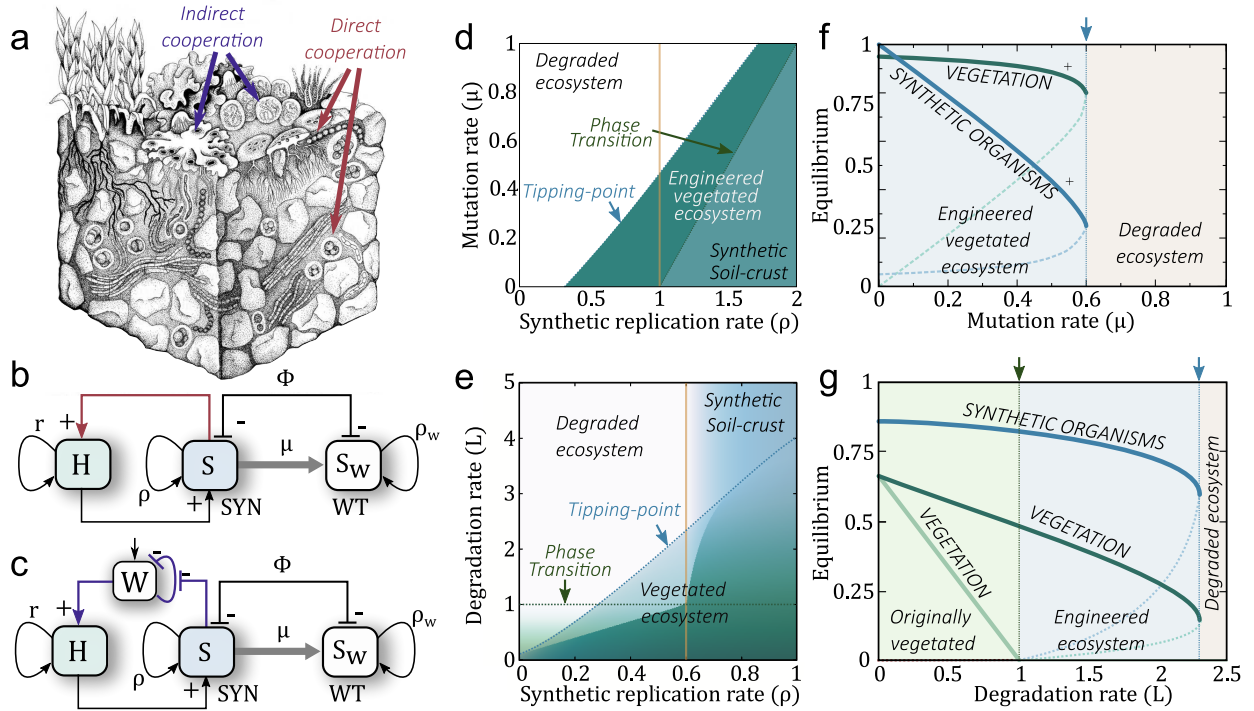 a
Indirect
cooperation
Direct
cooperation
b
Φ
r
+
-
-
ρw
H
S
μ
Sw
ρ
+
SYN
WT
c
-
W
-
Φ
r
+
-
-
ρw
H
S
μ
Sw
ρ
+
SYN
WT
d
1
0.8
0.6
0.4
0.2
0
Mutation rate (μ)
Degraded
ecosystem
Phase
Transition
Tipping-point
Engineered
vegetated
ecosystem
Synthetic
Soil-crust
0
0.5
1
1.5
2
Synthetic replication rate (ρ)
e
5
4
3
2
1
0
Degradation rate (L)
Degraded
ecosystem
Synthetic
Soil-crust
Tipping-point
Phase
Transition
Vegetated
ecosystem
0
0.2
0.4
0.6
0.8
1
Synthetic replication rate (ρ)
f
1
0.75
0.5
0.25
0
Equilibrium
VEGETATION
+
SYNTHETIC ORGANISMS
+
Engineered
vegetated
ecosystem
Degraded
ecosystem
0
0.2
0.4
0.6
0.8
1
Mutation rate (μ)
g
1
0.75
0.5
0.25
0
Equilibrium
SYNTHETIC ORGANISMS
VEGETATION
VEGETATION
Originally
vegetated
Engineered
ecosystem
Degraded ecosystem
0
0.5
1
1.5
2
2.5
Degradation rate (L)